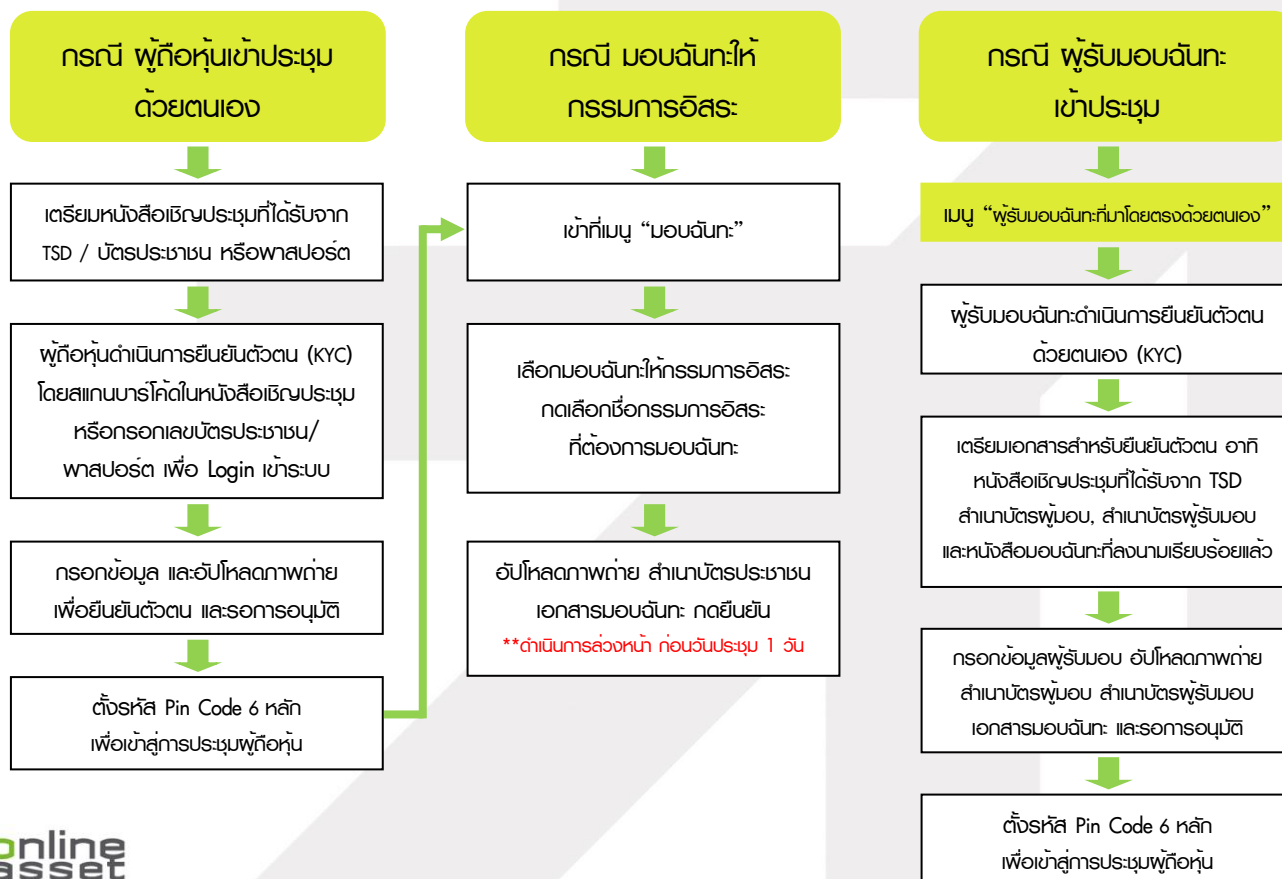 กรณี ผู้ถือหุ้นเข้าประชุม
ด้วยตนเอง
เตรียมหนังสือเชิญประชุมที่ได้รับจาก
TSD / บัตรประชาชน หรือพาสปอร์ต
ผู้ถือหุ้นดำเนินการยืนยันตัวตน (KYC)
โดยสแกนบาร์โค้ดในหนังสือเชิญประชุม
หรือกรอกเลขบัตรประชาชน/
พาสปอร์ต เพื่อ Login เข้าระบบ
กรอกข้อมูล และอัปโหลดภาพถ่าย
เพื่อยืนยันตัวตน และรอการอนุมัติ
ตั้งรหัส Pin Code 6 หลัก
เพื่อเข้าสู่การประชุมผู้ถือหุ้น
กรณี มอบฉันทะให้
กรรมการอิสระ
เข้าที่เมนู “มอบฉันทะ”
เลือกมอบฉันทะให้กรรมการอิสระ
กดเลือกชื่อกรรมการอิสระ
ที่ต้องการมอบฉันทะ
อัปโหลดภาพถ่าย สำเนาบัตรประชาชน
เอกสารมอบฉันทะ กดยืนยัน
**ดำเนินการล่วงหน้า ก่อนวันประชุม 1 วัน
กรณี ผู้รับมอบฉันทะ
เข้าประชุม
เมนู “ผู้รับมอบฉันทะที่มาโดยตรงด้วยตนเอง”
ผู้รับมอบฉันทะดำเนินการยืนยันตัวตน
ด้วยตนเอง (KYC)
เตรียมเอกสารสำหรับยืนยันตัวตน อาทิ
หนังสือเชิญประชุมที่ได้รับจาก TSD
สำเนาบัตรผู้มอบ, สำเนาบัตรผู้รับมอบ
และหนังสือมอบฉันทะที่ลงนามเรียบร้อยแล้ว
กรอกข้อมูลผู้รับมอบ อัปโหลดภาพถ่าย
สำเนาบัตรผู้มอบ สำเนาบัตรผู้รับมอบ
เอกสารมอบฉันทะ และรอการอนุมัติ
ตั้งรหัส Pin Code 6 หลัก
เพื่อเข้าสู่การประชุมผู้ถือหุ้น
online
asset